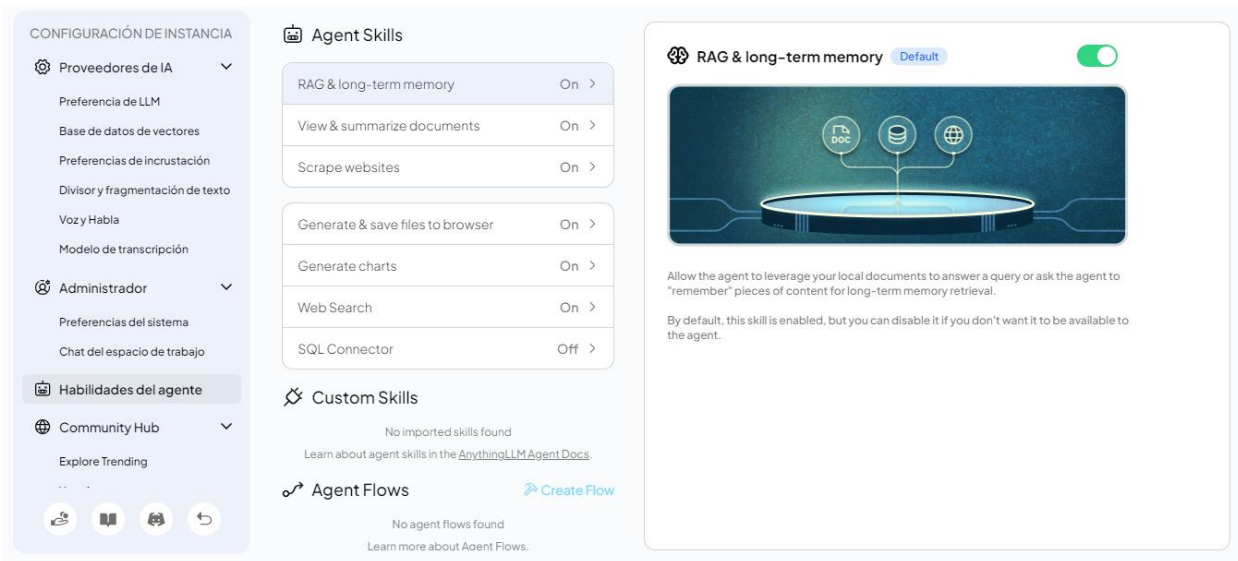 CONFIGURACIÓN DE INSTANCIA
Proveedores de IA
Preferencia de LLM
Base de datos de vectores
Preferencias de incrustación
Divisor y fragmentación de texto
Voz y Habla
Modelo de transcripción
Administrador
Preferencias del sistema
Chat del espacio de trabajo
Habilidades del agente
Community Hub
Explore Trending
Agent Skills
RAG & long-term memory On
View & summarize documents On
Scrape websites On
Generate & save files to browser On
Generate charts On
Web Search On
SQL Connector Off
Custom Skills
No imported skills found
Learn about agent skills in the AnythingLLM Agent Docs.
Agent Flows Create Flow
No agent flows found
Learn more about Agent Flows.
RAG & long-term memory Default
DOC
Allow the agent to leverage your local documents to answer a query or ask the agent to
"remember" pieces of content for long-term memory retrieval.
By default, this skill is enabled, but you can disable it if you don't want it to be available to
the agent.